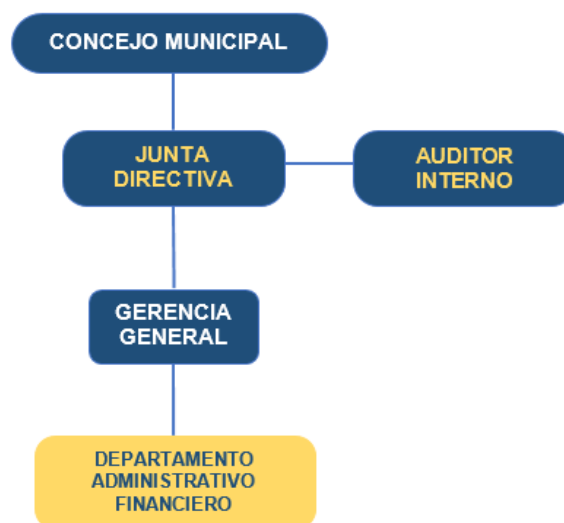 CONCEJO MUNICIPAL
JUNTA
DIRECTIVA
AUDITOR
INTERNO
GERENCIA
GENERAL
DEPARTAMENTO
ADMINISTRATIVO
FINANCIERO